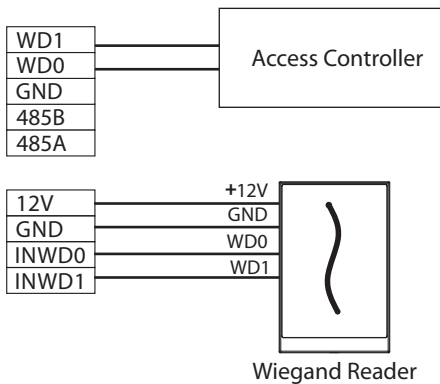 WD1
WD0
GND
485B
485A
Access Controller
12V
GND
INWD0
INWD1
+12V
GND
WD0
WD1
Wiegand Reader